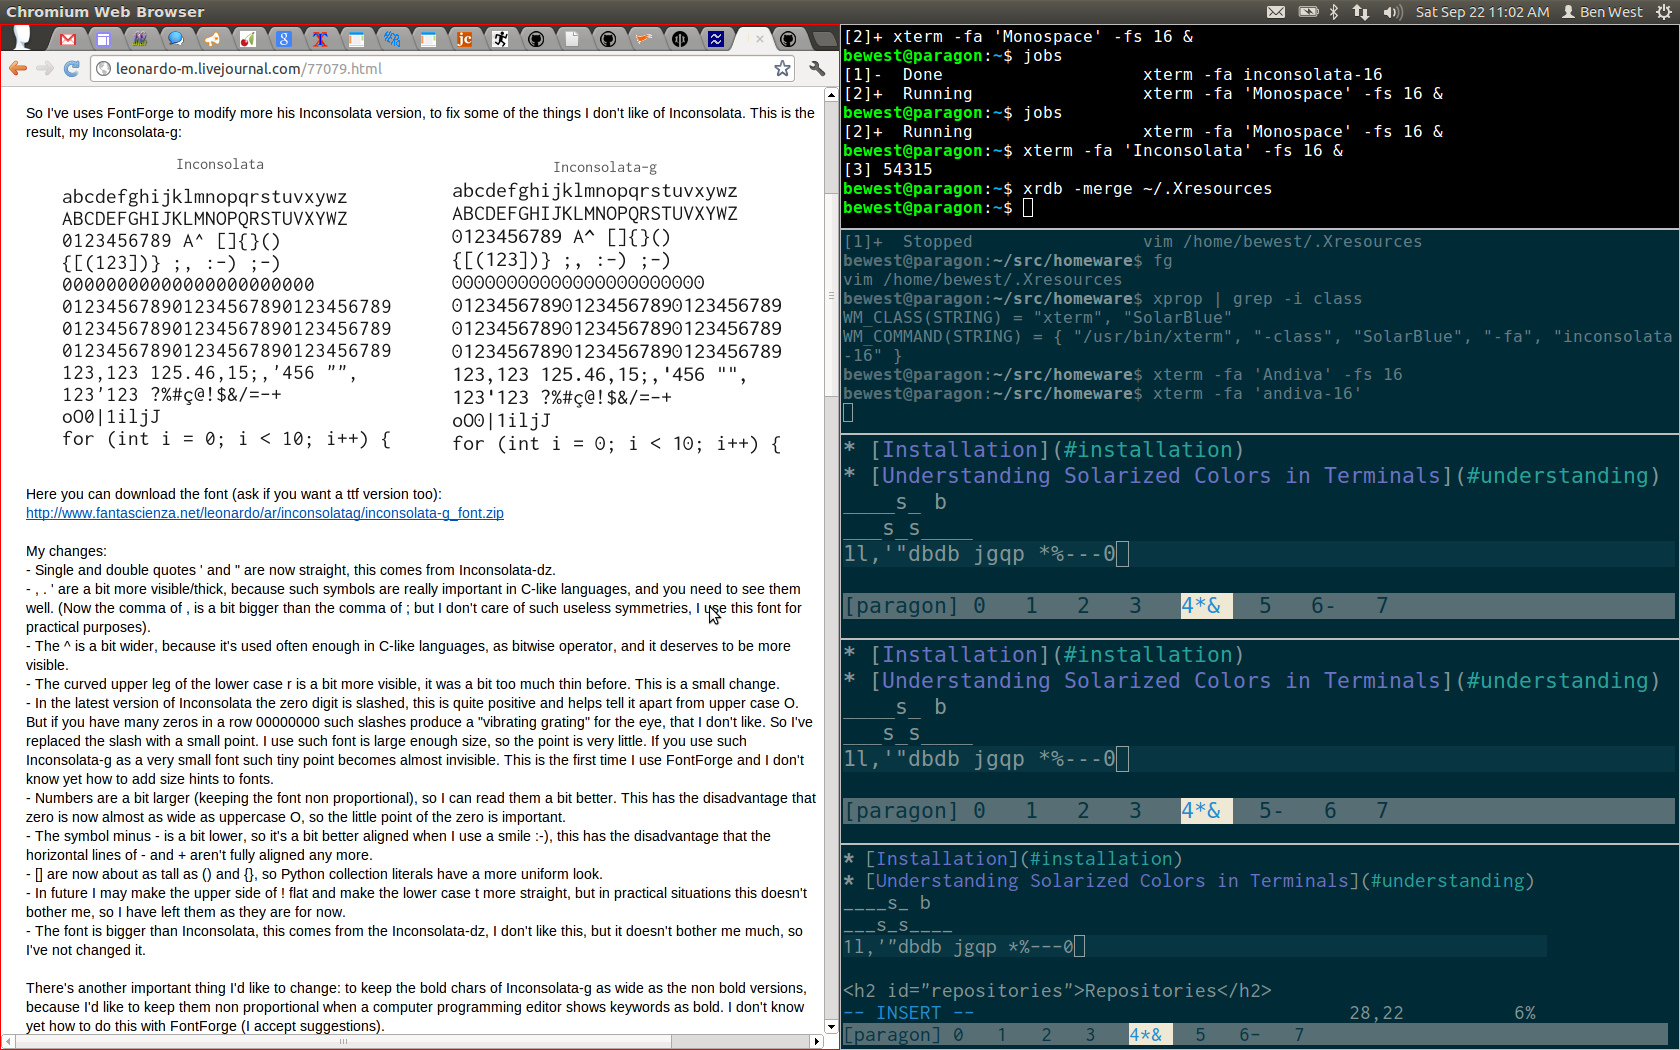 Chromium Web Browser
Sat Sep 22 11:02 AM
Ben West
leonardo-m.livejournal.com/77079.html
So I've uses FontForge to modify more his Inconsolata version, to fix some of the things I don't like of Inconsolata. This is the
result, my Inconsolata-g:
Inconsolata
abcdefghijklmnopqrstuvxywz
ABCDEFGHIJKLMNOPQRSTUVXYWZ
0123456789 A^ []{}()
{[(123])} ;, :-) ;-)
00000000000000000000000
012345678901234567890123456789
012345678901234567890123456789
012345678901234567890123456789
123,123 125.46,15;,'456 "",
123'123 ?%#ç@!$&/=-+
oO0|1iljJ
for (int i = 0; i < 10; i++) {
Inconsolata-g
abcdefghijklmnopqrstuvxywz
ABCDEFGHIJKLMNOPQRSTUVXYWZ
0123456789 A^ []{}()
{[(123])} ;, :-) ;-)
00000000000000000000000
012345678901234567890123456789
012345678901234567890123456789
012345678901234567890123456789
123,123 125.46,15;,'456 "",
123'123 ?%#ç@!$&/=-+
oO0|1iljJ
for (int i = 0; i < 10; i++) {
Here you can download the font (ask if you want a ttf version too):
http://www.fantascienza.net/leonardo/ar/inconsolatag/inconsolata-g_font.zip
My changes:
- Single and double quotes ' and " are now straight, this comes from Inconsolata-dz.
- , . ' are a bit more visible/thick, because such symbols are really important in C-like languages, and you need to see them
well. (Now the comma of , is a bit bigger than the comma of ; but I don't care of such useless symmetries, I use this font for
practical purposes).
- The ^ is a bit wider, because it's used often enough in C-like languages, as bitwise operator, and it deserves to be more
visible.
- The curved upper leg of the lower case r is a bit more visible, it was a bit too much thin before. This is a small change.
- In the latest version of Inconsolata the zero digit is slashed, this is quite positive and helps tell it apart from upper case O.
But if you have many zeros in a row 00000000 such slashes produce a "vibrating grating" for the eye, that I don't like. So I've
replaced the slash with a small point. I use such font is large enough size, so the point is very little. If you use such
Inconsolata-g as a very small font such tiny point becomes almost invisible. This is the first time I use FontForge and I don't
know yet how to add size hints to fonts.
- Numbers are a bit larger (keeping the font non proportional), so I can read them a bit better. This has the disadvantage that
zero is now almost as wide as uppercase O, so the little point of the zero is important.
- The symbol minus - is a bit lower, so it's a bit better aligned when I use a smile :-), this has the disadvantage that the
horizontal lines of - and + aren't fully aligned any more.
- [] are now about as tall as () and {}, so Python collection literals have a more uniform look.
- In future I may make the upper side of ! flat and make the lower case t more straight, but in practical situations this doesn't
bother me, so I have left them as they are for now.
- The font is bigger than Inconsolata, this comes from the Inconsolata-dz, I don't like this, but it doesn't bother me much, so
I've not changed it.
There's another important thing I'd like to change: to keep the bold chars of Inconsolata-g as wide as the non bold versions,
because I'd like to keep them non proportional when a computer programming editor shows keywords as bold. I don't know
yet how to do this with FontForge (I accept suggestions).
[2]+ xterm -fa 'Monospace' -fs 16 &
bewest@paragon:~$ jobs
[1]-  Done                 xterm -fa inconsolata-16
[2]+  Running              xterm -fa 'Monospace' -fs 16 &
bewest@paragon:~$ jobs
[2]+  Running              xterm -fa 'Monospace' -fs 16 &
bewest@paragon:~$ xterm -fa 'Inconsolata' -fs 16 &
[3] 54315
bewest@paragon:~$ xrdb -merge ~/.Xresources
bewest@paragon:~$
[1]+  Stopped              vim /home/bewest/.Xresources
bewest@paragon:~/src/homeware$ fg
vim /home/bewest/.Xresources
bewest@paragon:~/src/homeware$ xprop | grep -i class
WM_CLASS(STRING) = "xterm", "SolarBlue"
WM_COMMAND(STRING) = { "/usr/bin/xterm", "-class", "SolarBlue", "-fa", "inconsolata
-16" }
bewest@paragon:~/src/homeware$ xterm -fa 'Andiva' -fs 16
bewest@paragon:~/src/homeware$ xterm -fa 'andiva-16'
* [Installation](#installation)
* [Understanding Solarized Colors in Terminals](#understanding)
____s_ b
___s_s____
1l,'"dbdb jgqp *%---0
[paragon] 0 1 2 3 4*& 5 6- 7
* [Installation](#installation)
* [Understanding Solarized Colors in Terminals](#understanding)
____s_ b
___s_s____
1l,'"dbdb jgqp *%---0
[paragon] 0 1 2 3 4*& 5- 6 7
* [Installation](#installation)
* [Understanding Solarized Colors in Terminals](#understanding)
____s_ b
___s_s____
1l,'"dbdb jgqp *%---0
<h2 id="repositories">Repositories</h2>
-- INSERT -- 28,22 6%
[paragon] 0 1 2 3 4*& 5 6- 7